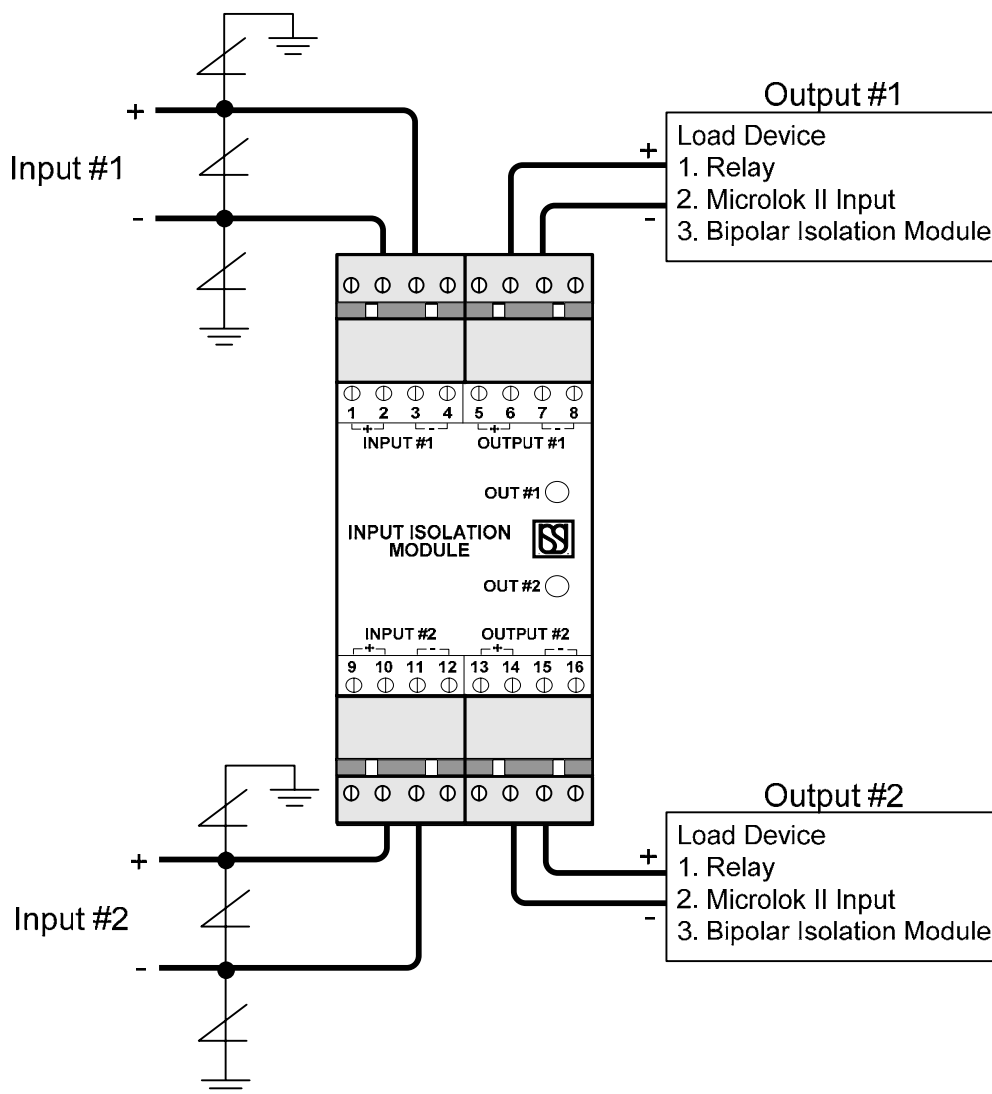 Output #1
+
Load Device
1. Relay
2. Microlok II Input
3. Bipolar Isolation Module
-
+
Input #1
-
1 2 3 4 5 6 7 8
+ - + -
INPUT #1 OUTPUT #1
OUT #1
INPUT ISOLATION
MODULE
OUT #2
INPUT #2 OUTPUT #2
+ - + -
9 10 11 12 13 14 15 16
+
Input #2
-
Output #2
+
Load Device
1. Relay
2. Microlok II Input
3. Bipolar Isolation Module
-